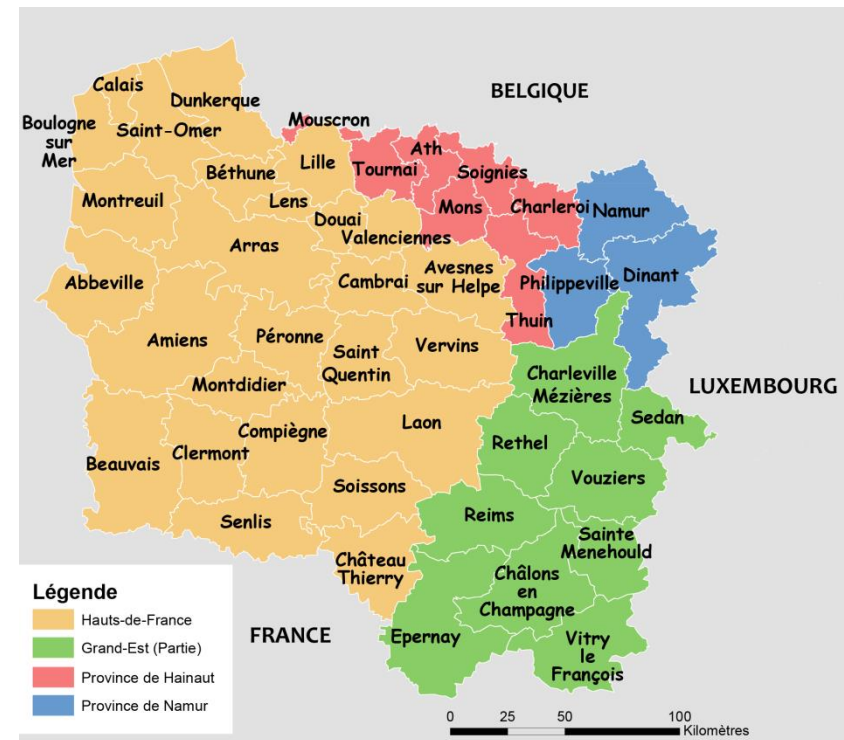 BELGIQUE
Calais
Dunkerque
Mouscron
Boulogne
sur
Mer
Saint-Omer
Ath
Lille
Béthune
Tournai
Soignies
Montreuil
Lens
Mons
Charleroi
Namur
Douai
Valenciennes
Arras
Abbeville
Cambrai
Avesnes
sur Helpe
Philippeville
Dinant
Thuin
Amiens
Péronne
Saint
Quentin
Vervins
Montdidier
Charleville
Mézières
LUXEMBOURG
Sedan
Compiègne
Laon
Beauvais
Clermont
Rethel
Vouziers
Soissons
Senlis
Reims
Sainte
Menehould
Château
Thierry
Châlons
en
Champagne
FRANCE
Epernay
Vitry
le
François
Légende
Hauts-de-France
Grand-Est (Partie)
Province de Hainaut
Province de Namur
0 25 50 100
Kilomètres